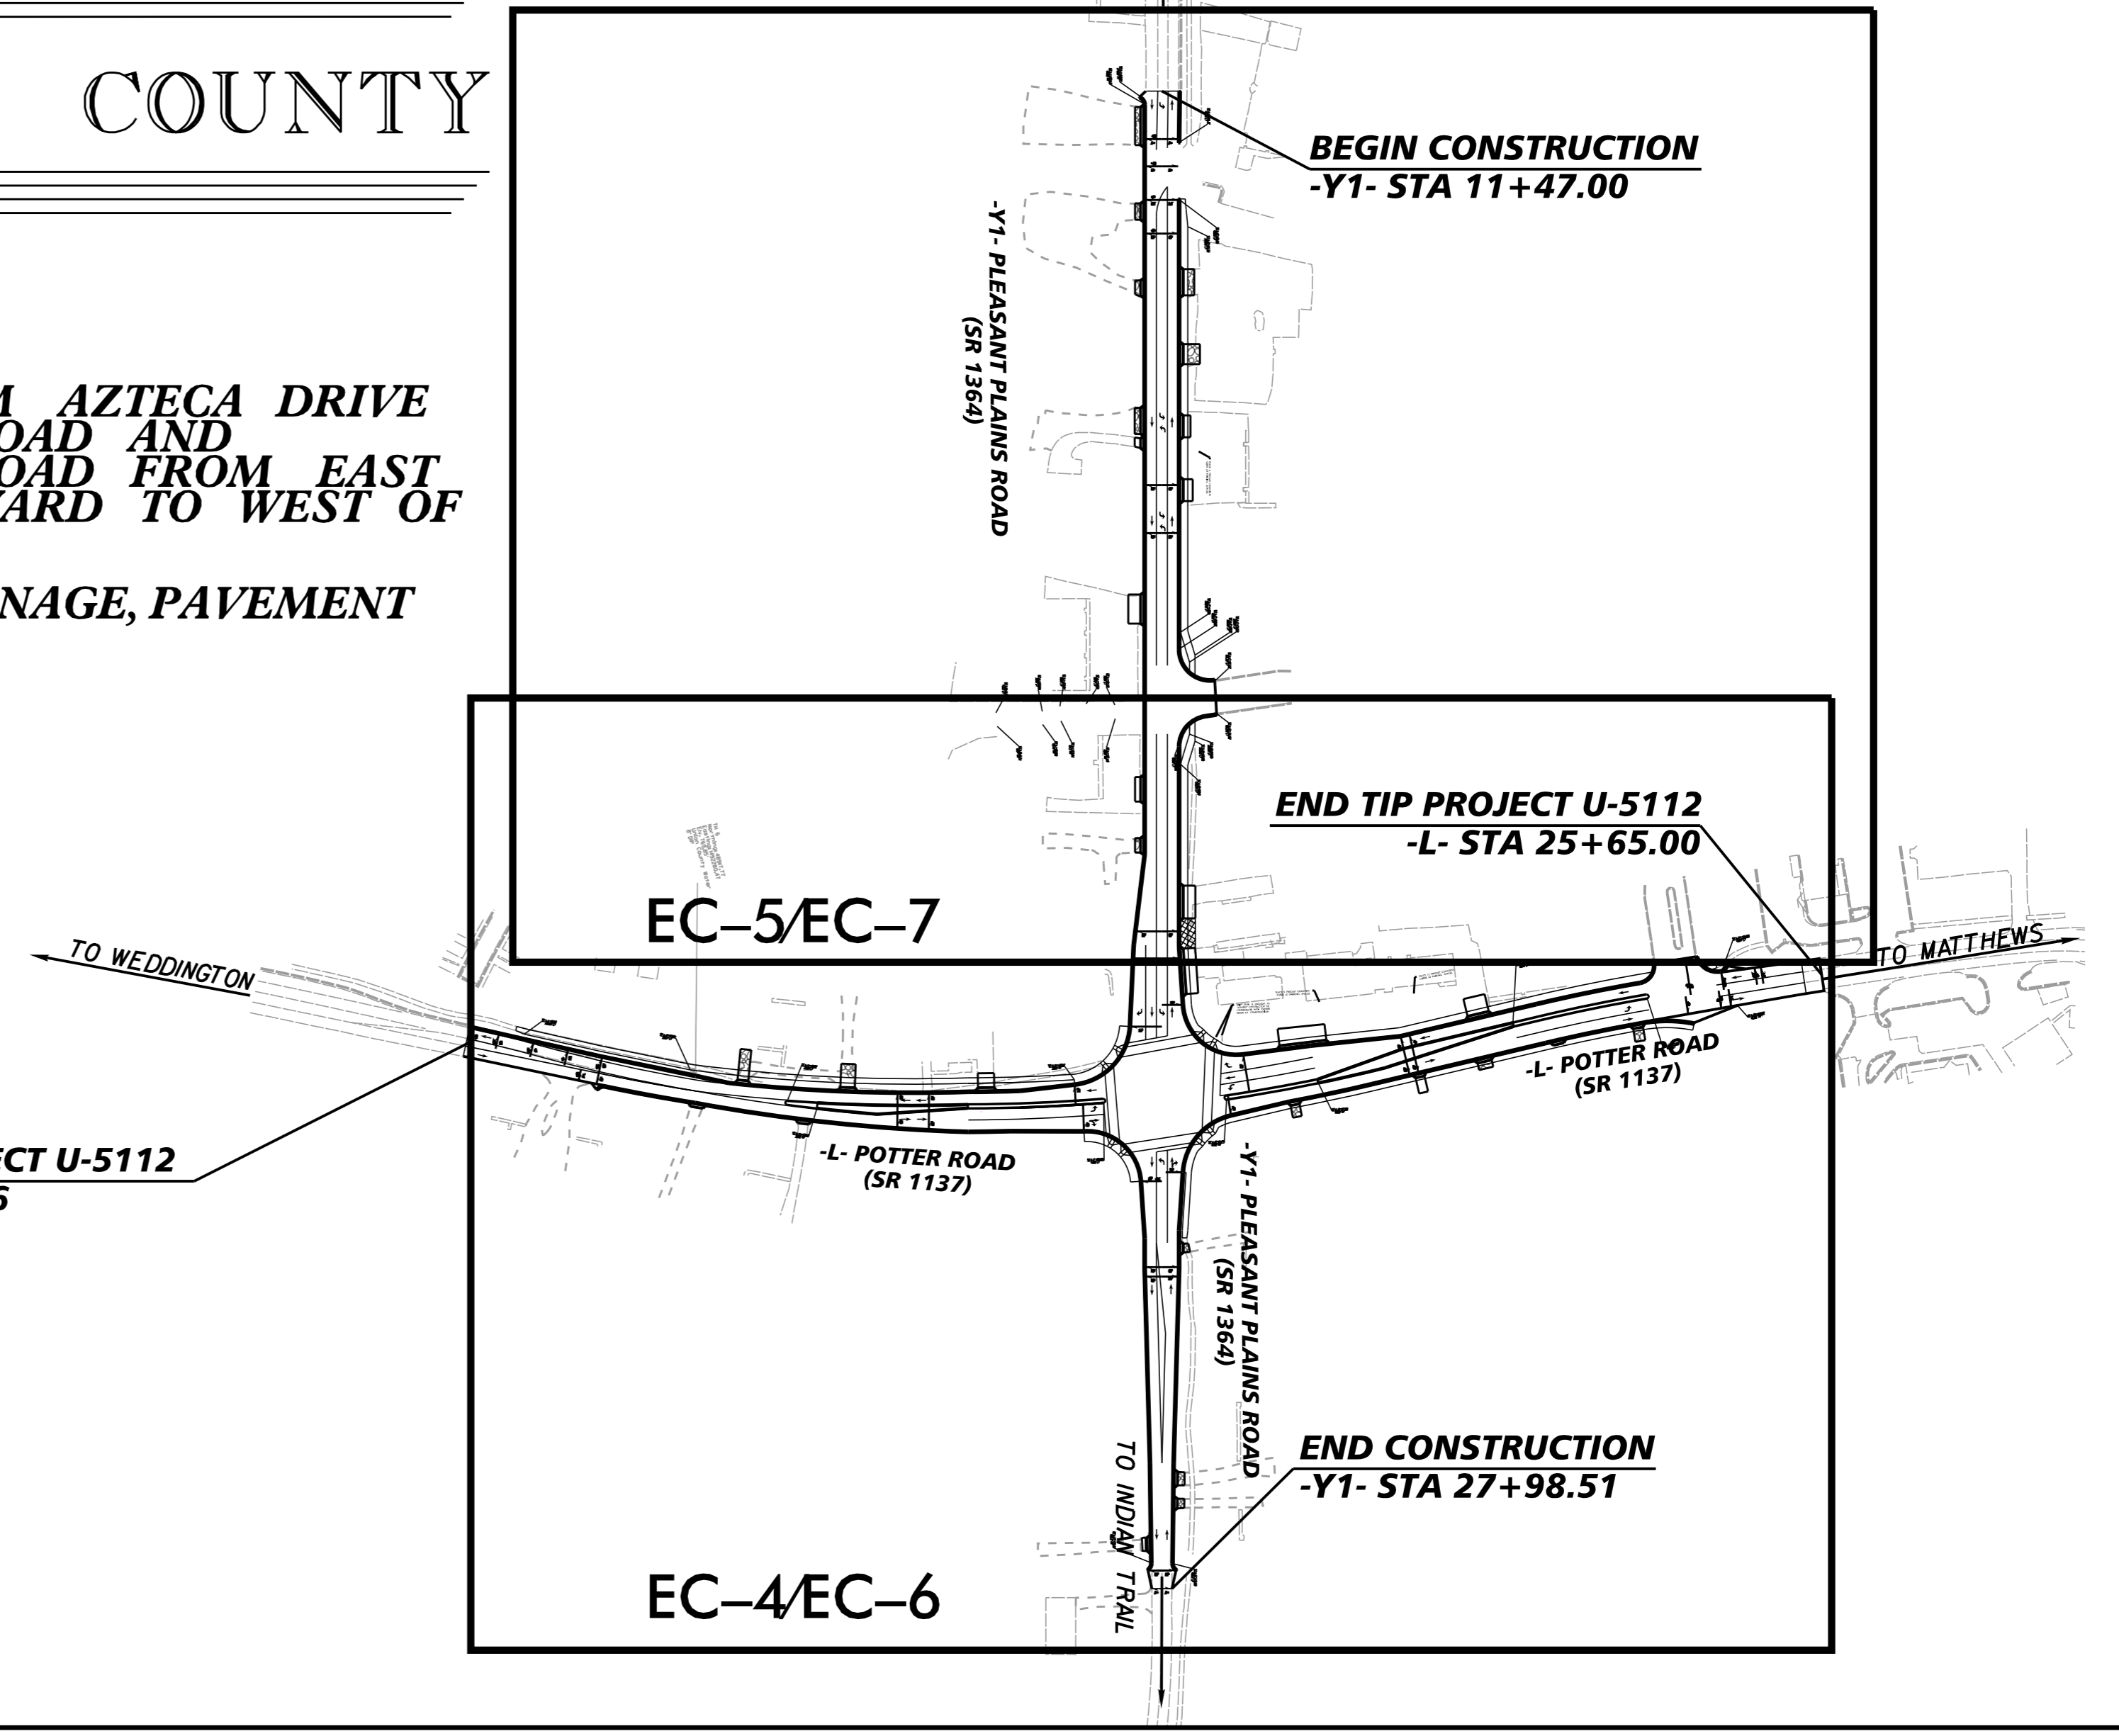 COUNTY
AZTECA DRIVE
OAD AND
OAD FROM EAST
ARD TO WEST OF
NAGE, PAVEMENT
BEGIN CONSTRUCTION
-Y1- STA 11+47.00
-Y1- PLEASANT PLAINS ROAD
(SR 1364)
END TIP PROJECT U-5112
-L- STA 25+65.00
EC-5/EC-7
TO WEDDINGTON
TO MATTHEWS
-L- POTTER ROAD
(SR 1137)
CT U-5112
-L- POTTER ROAD
(SR 1137)
-Y1- PLEASANT PLAINS ROAD
(SR 1364)
END CONSTRUCTION
-Y1- STA 27+98.51
TO INDIAN TRAIL
EC-4/EC-6